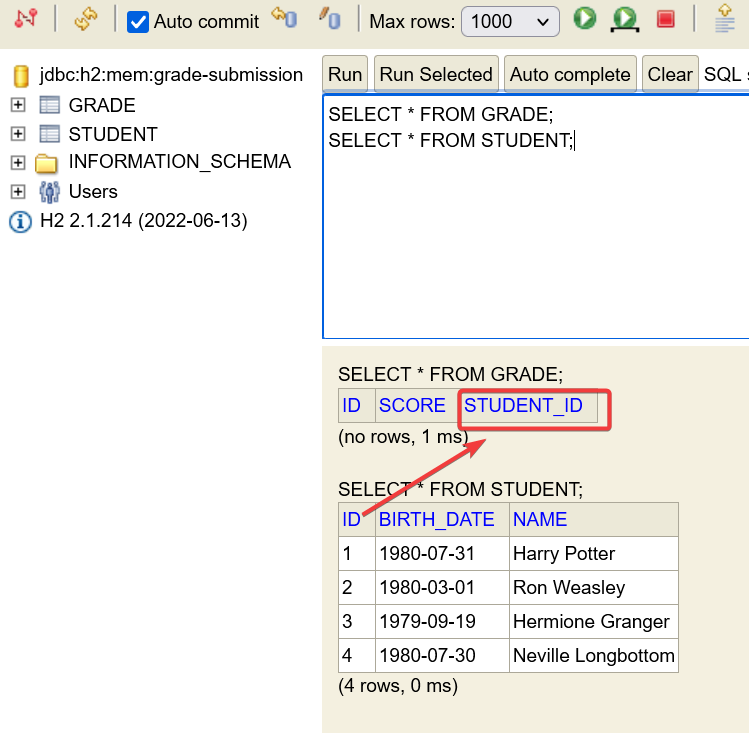 Auto commit Max rows: 1000
jdbc:h2:mem:grade-submission
GRADE
STUDENT
INFORMATION_SCHEMA
Users
H2 2.1.214 (2022-06-13)
Run Run Selected Auto complete Clear SQL s
SELECT * FROM GRADE;
SELECT * FROM STUDENT;
SELECT * FROM GRADE;
ID SCORE STUDENT_ID
(no rows, 1 ms)
SELECT * FROM STUDENT;
ID BIRTH_DATE NAME
1 1980-07-31 Harry Potter
2 1980-03-01 Ron Weasley
3 1979-09-19 Hermione Granger
4 1980-07-30 Neville Longbottom
(4 rows, 0 ms)